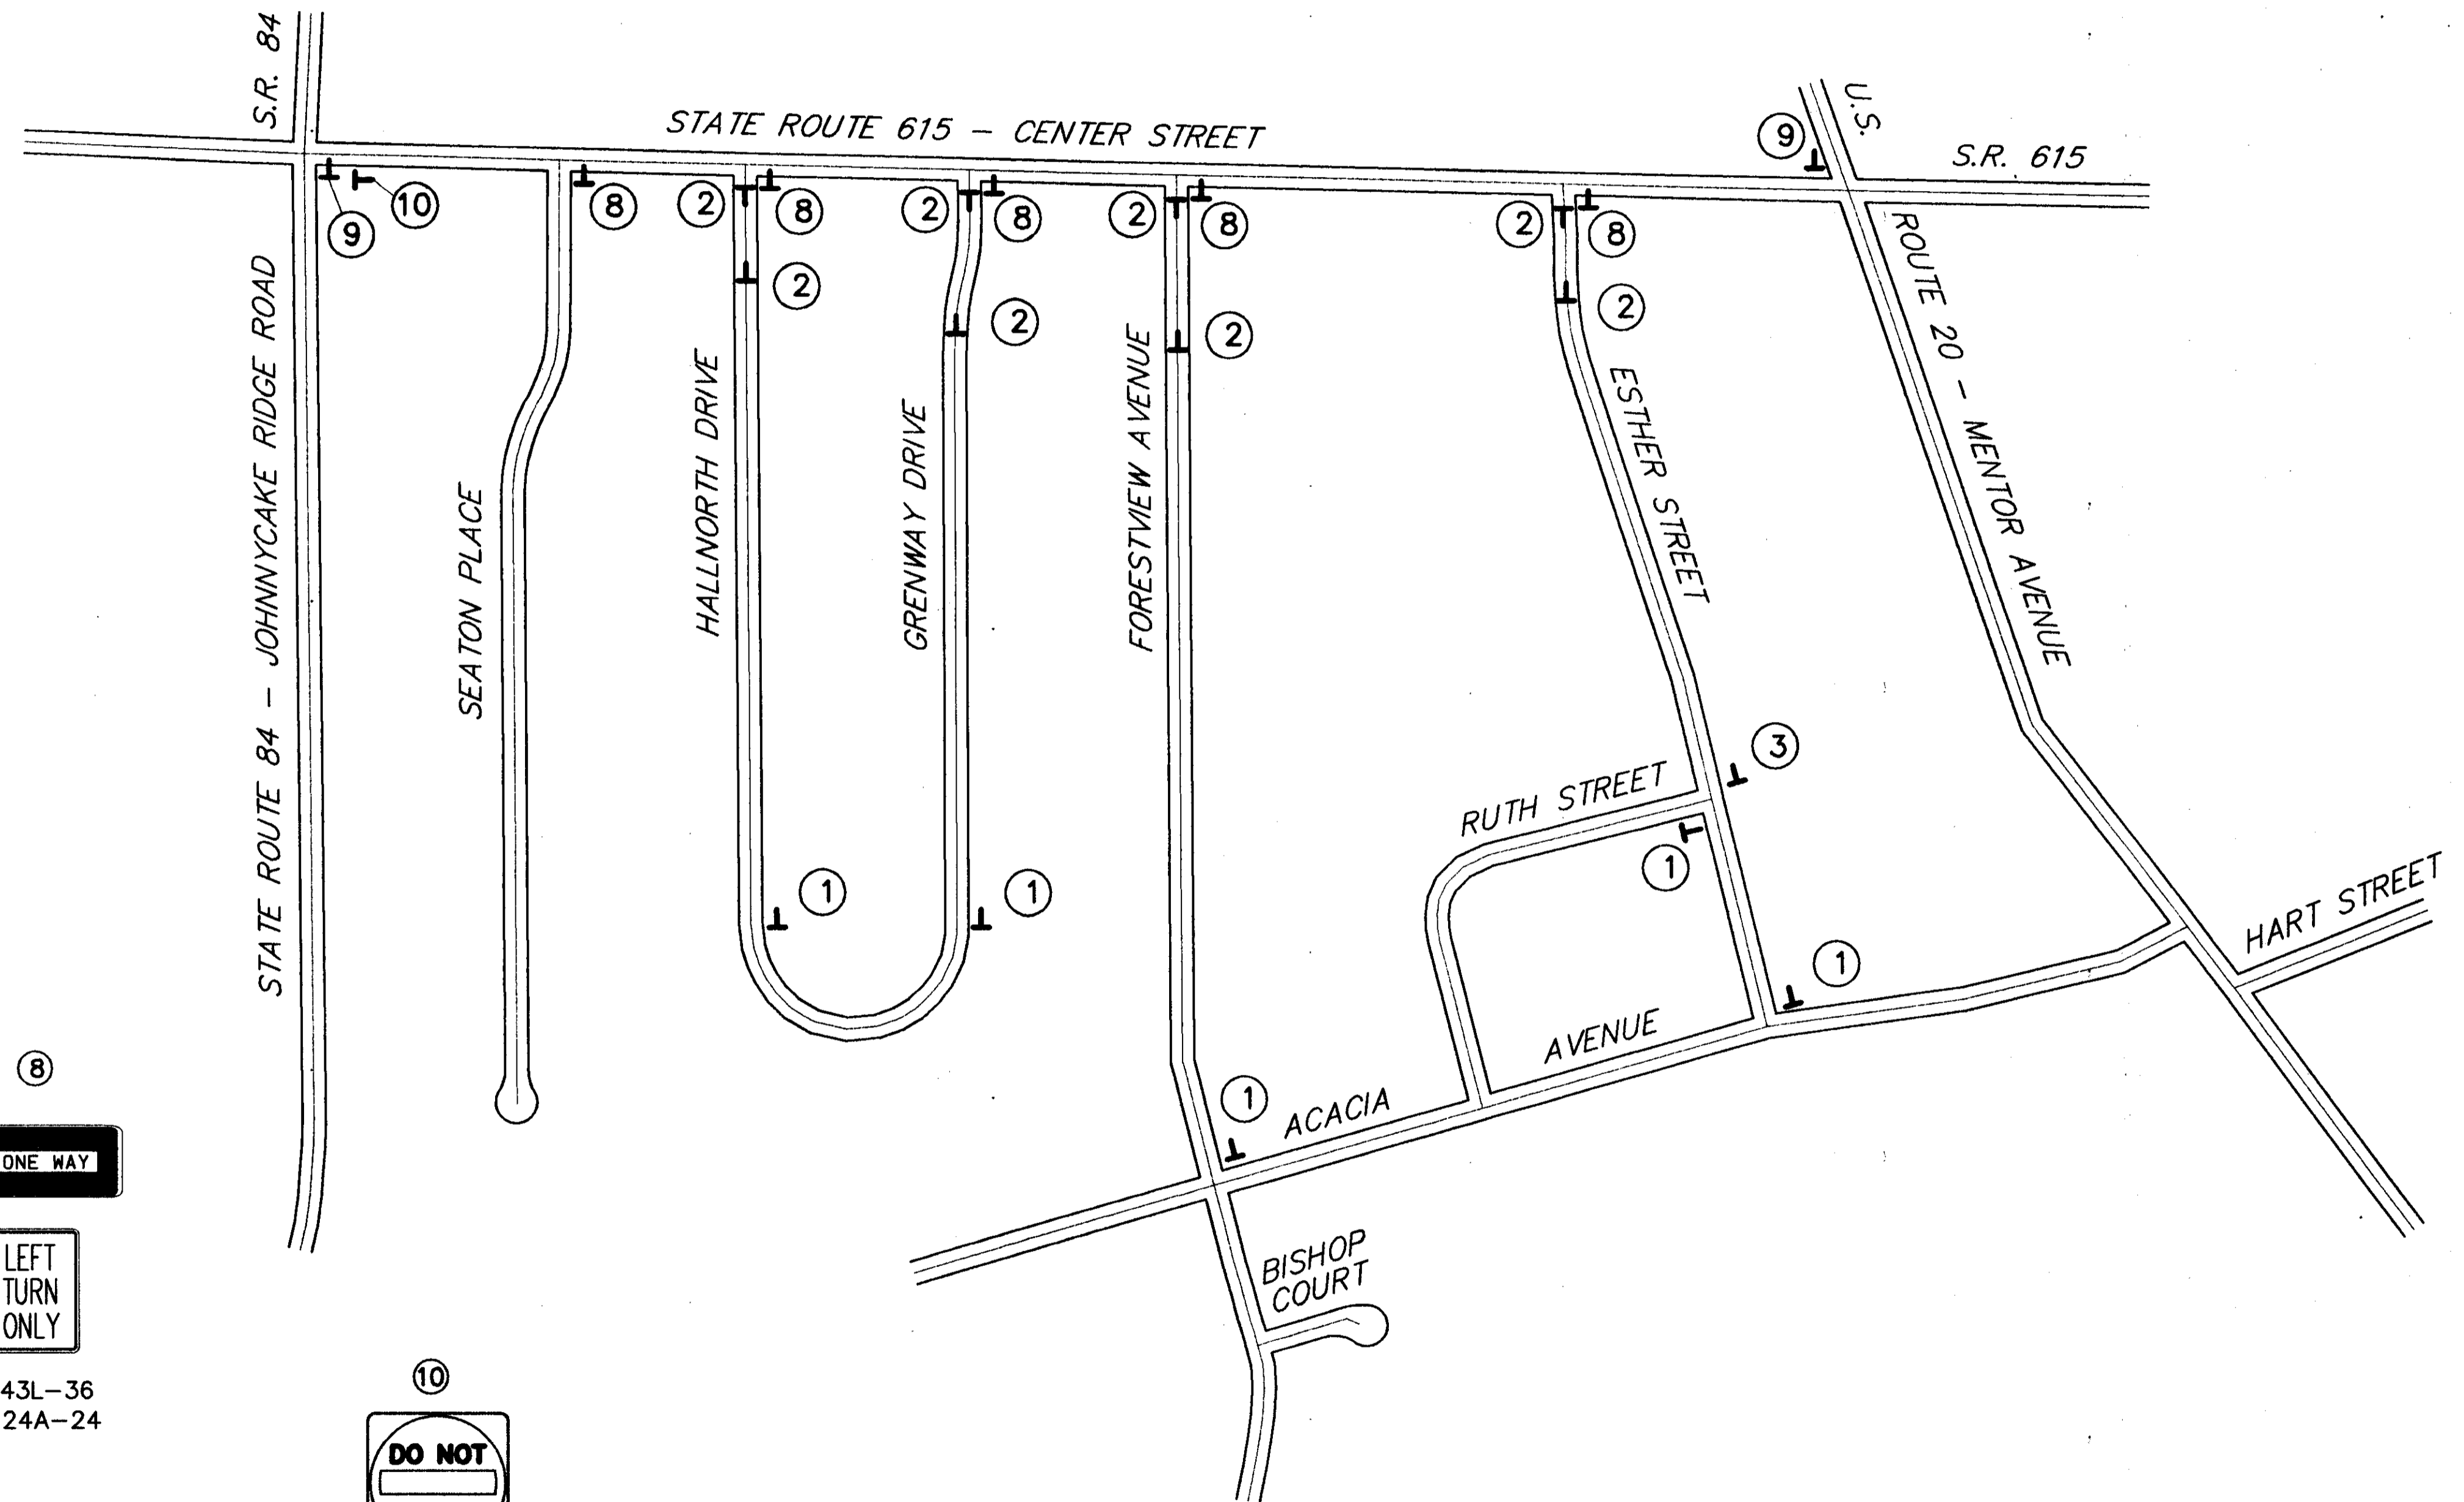 S.R. 84
STATE ROUTE 615 – CENTER STREET
U.S.
ROUTE 20 – MENTOR AVENUE
S.R. 615
9
10
9
8
2
8
2
8
2
8
2
8
2
2
2
2
STATE ROUTE 84 – JOHNNYCAKE RIDGE ROAD
SEATON PLACE
HALLNORTH DRIVE
GRENWAY DRIVE
FORESTVIEW AVENUE
ESTHER STREET
3
RUTH STREET
1
1
1
1
1
HART STREET
ACACIA AVENUE
BISHOP
COURT
8
ONE WAY
LEFT
TURN
ONLY
43L–36
24A–24
10
DO NOT